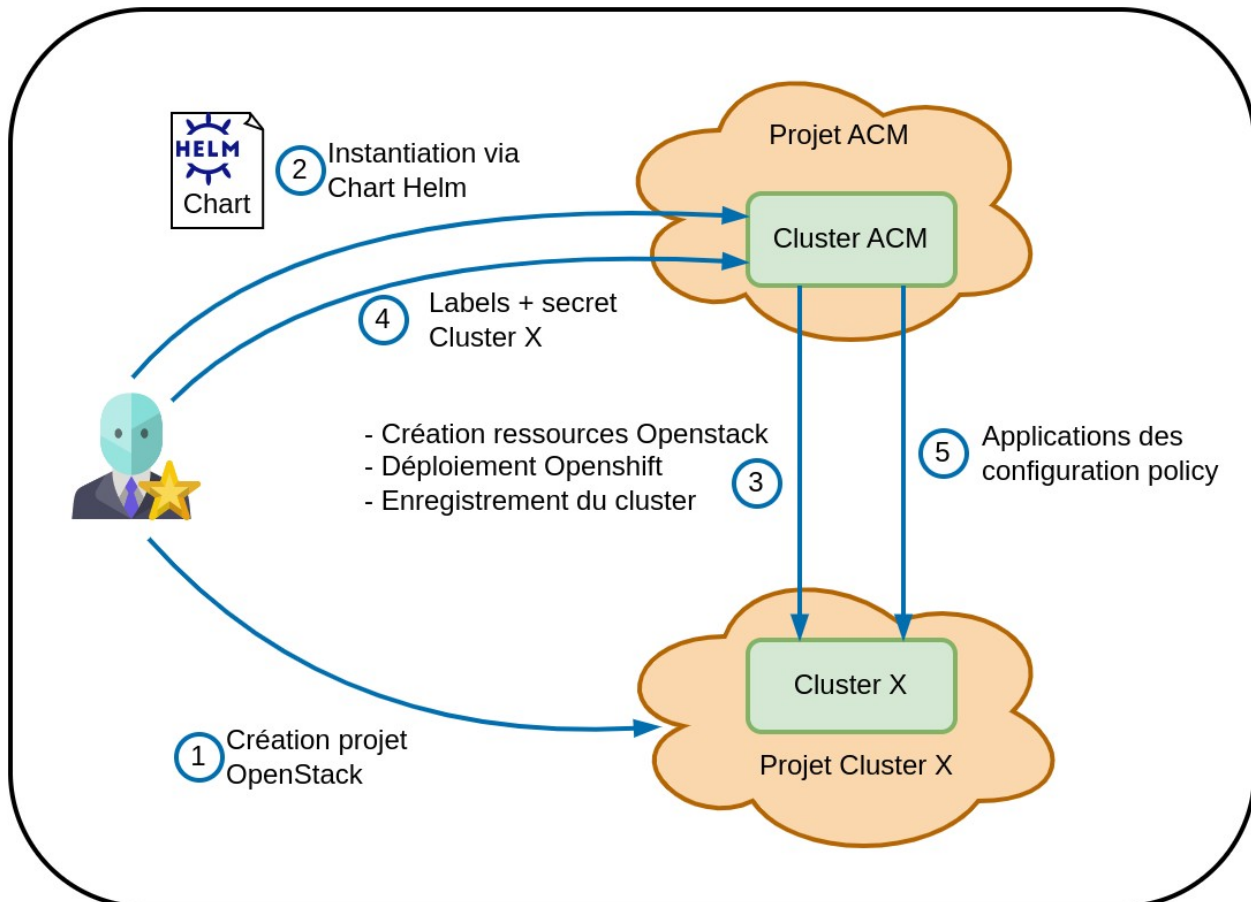 Projet ACM
Cluster ACM
HELM
Chart
2
Instantiation via
Chart Helm
4
Labels + secret
Cluster X
- Création ressources Openstack
- Déploiement Openshift
- Enregistrement du cluster
3
5
Applications des
configuration policy
Cluster X
Projet Cluster X
1
Création projet
OpenStack